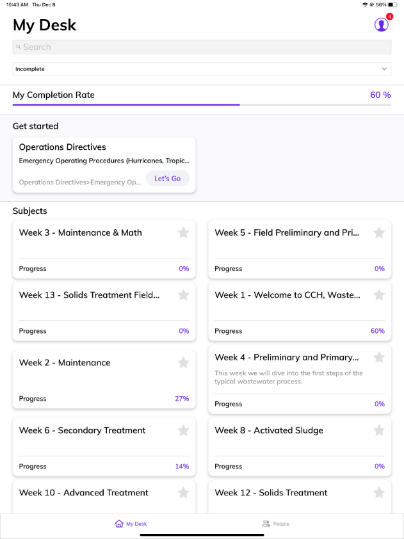 10:43 AM Thu Dec 8
56%
My Desk
4
Search
Incomplete
My Completion Rate 60 %
Get started
Operations Directives
Emergency Operating Procedures (Hurricanes, Tropic...
Operations Directives>Emergency Op... Let's Go
Subjects
Week 3 - Maintenance & Math
Progress 0%
Week 5 - Field Preliminary and Pri...
Progress 0%
Week 13 - Solids Treatment Field...
Progress 0%
Week 1 - Welcome to CCH, Waste...
Progress 60%
Week 2 - Maintenance
Progress 27%
Week 4 - Preliminary and Primary...
This week we will dive into the first steps of the
typical wastewater process.
Progress 0%
Week 6 - Secondary Treatment
Progress 14%
Week 8 - Activated Sludge
Progress 0%
Week 10 - Advanced Treatment
Week 12 - Solids Treatment
My Desk
People